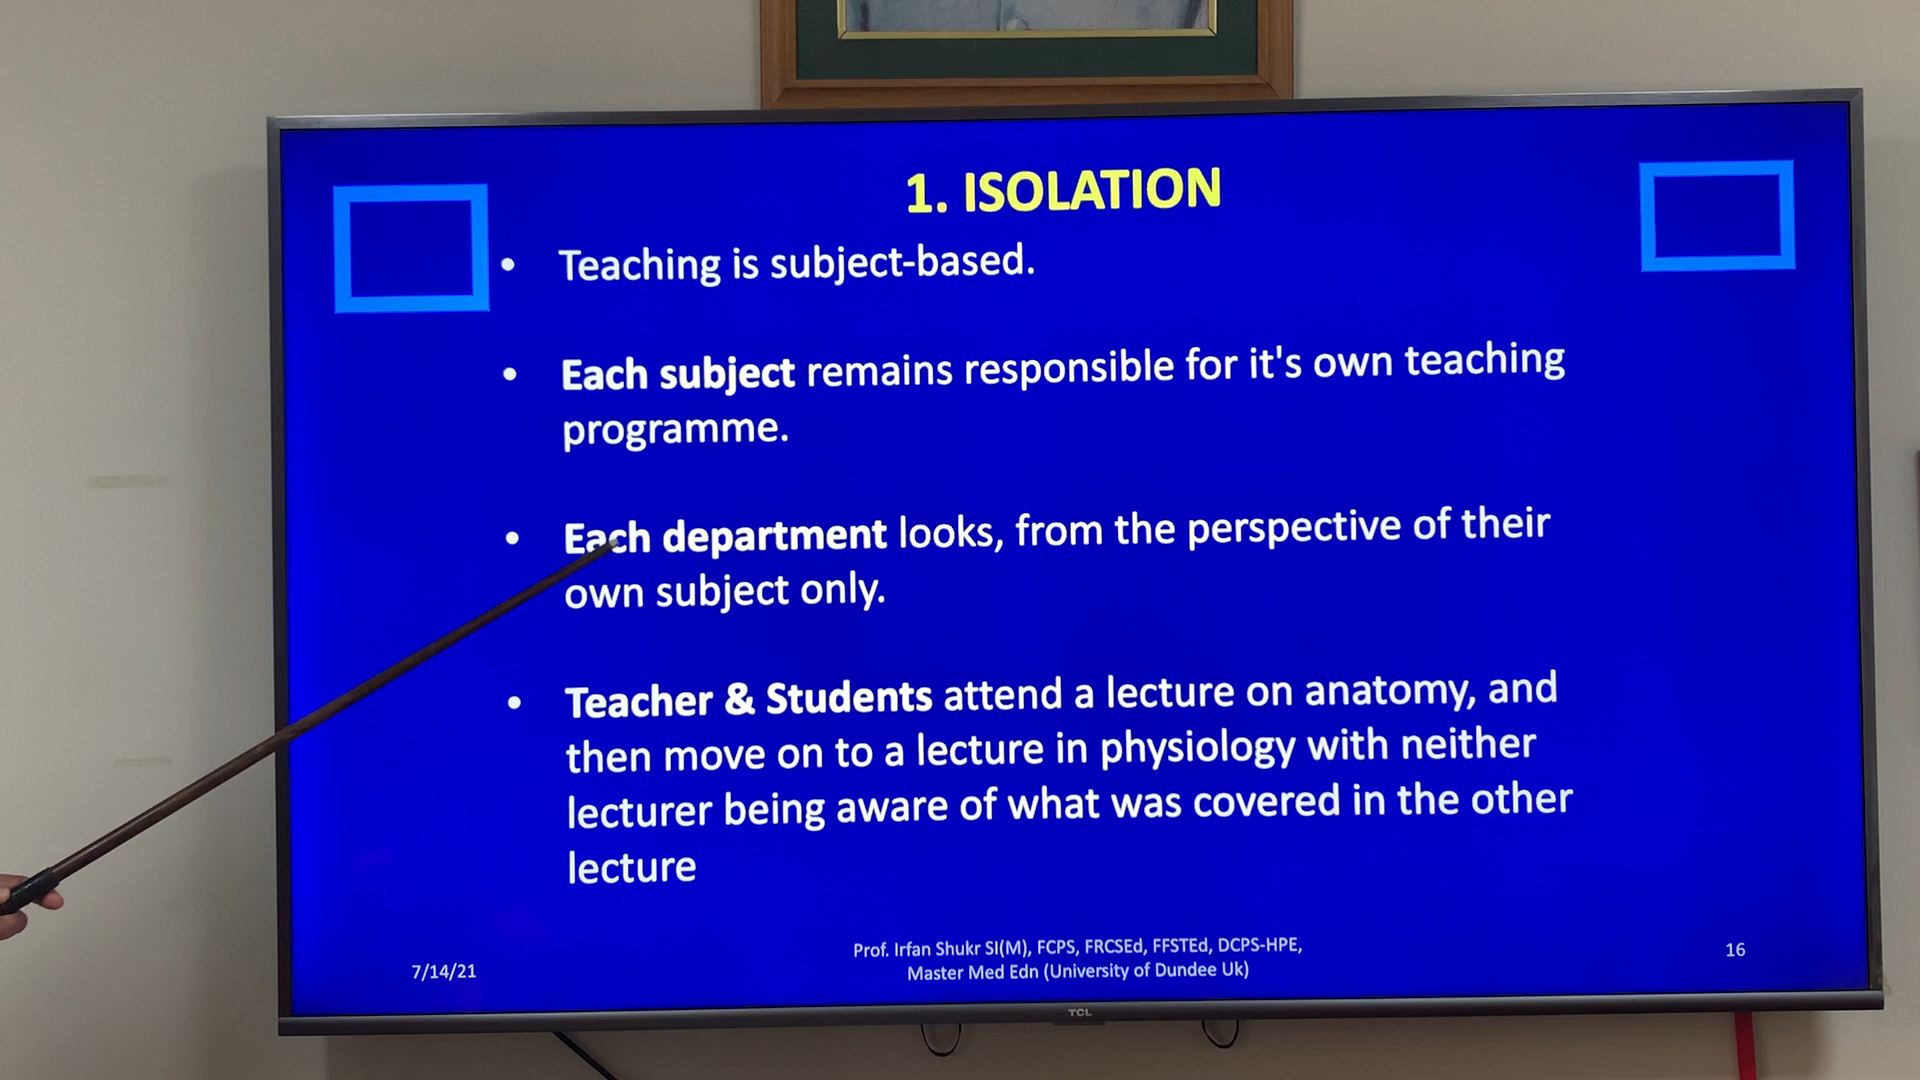 1. ISOLATION
• Teaching is subject-based.
• Each subject remains responsible for it's own teaching
programme.
• Each department looks, from the perspective of their
own subject only.
• Teacher & Students attend a lecture on anatomy, and
then move on to a lecture in physiology with neither
lecturer being aware of what was covered in the other
lecture
7/14/21
Prof. Irfan Shukr SI(M), FCPS, FRCSEd, FFSTEd, DCPS-HPE,
Master Med Edn (University of Dundee Uk)
16
TCL